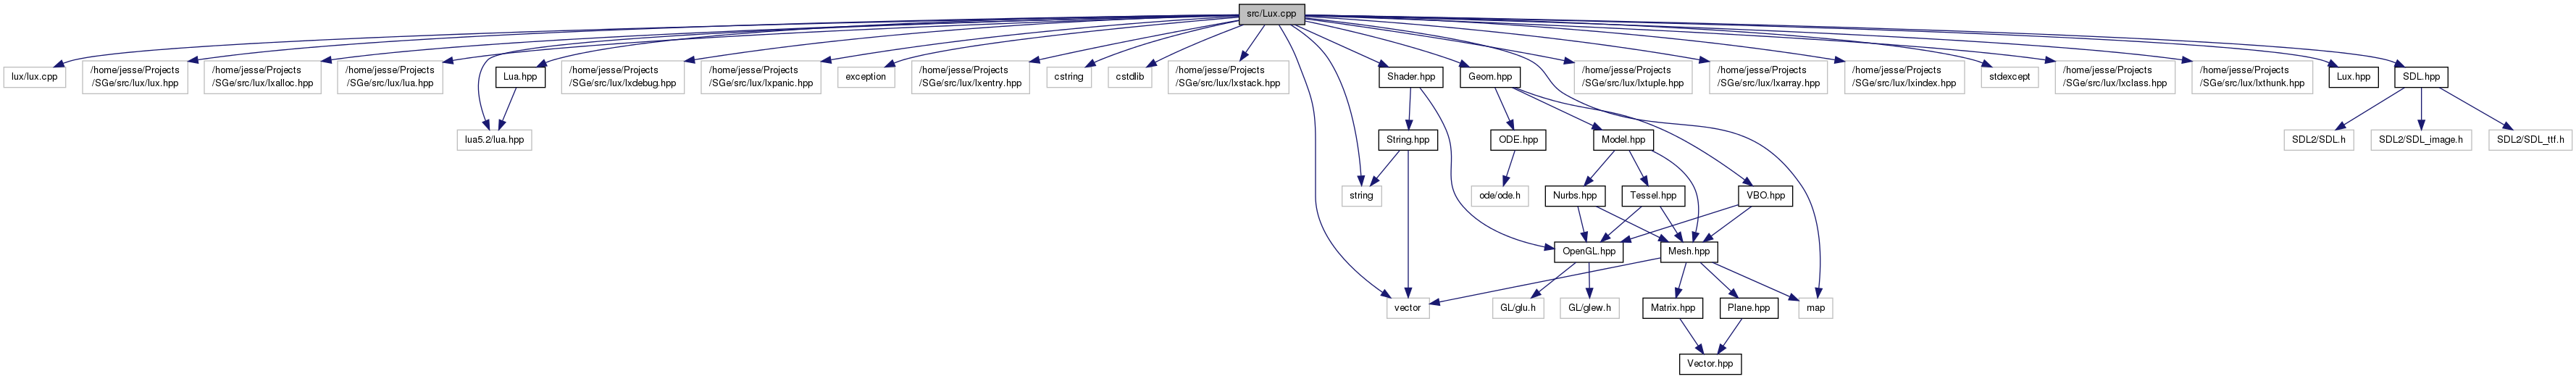 src/Lux.cpp
lux/lux.cpp
/home/jesse/Projects
/SGe/src/lux/lux.hpp
/home/jesse/Projects
/SGe/src/lux/lxalloc.hpp
/home/jesse/Projects
/SGe/src/lux/lua.hpp
Lua.hpp
/home/jesse/Projects
/SGe/src/lux/lxdebug.hpp
/home/jesse/Projects
/SGe/src/lux/lxpanic.hpp
exception
/home/jesse/Projects
/SGe/src/lux/lxentry.hpp
cstring
cstdlib
/home/jesse/Projects
/SGe/src/lux/lxstack.hpp
Shader.hpp
Geom.hpp
/home/jesse/Projects
/SGe/src/lux/lxtuple.hpp
/home/jesse/Projects
/SGe/src/lux/lxarray.hpp
/home/jesse/Projects
/SGe/src/lux/lxindex.hpp
stdexcept
/home/jesse/Projects
/SGe/src/lux/lxclass.hpp
/home/jesse/Projects
/SGe/src/lux/lxthunk.hpp
Lux.hpp
SDL.hpp
lua5.2/lua.hpp
String.hpp
ODE.hpp
Model.hpp
SDL2/SDL.h
SDL2/SDL_image.h
SDL2/SDL_ttf.h
string
ode/ode.h
Nurbs.hpp
Tessel.hpp
VBO.hpp
OpenGL.hpp
Mesh.hpp
vector
GL/glu.h
GL/glew.h
Matrix.hpp
Plane.hpp
map
Vector.hpp